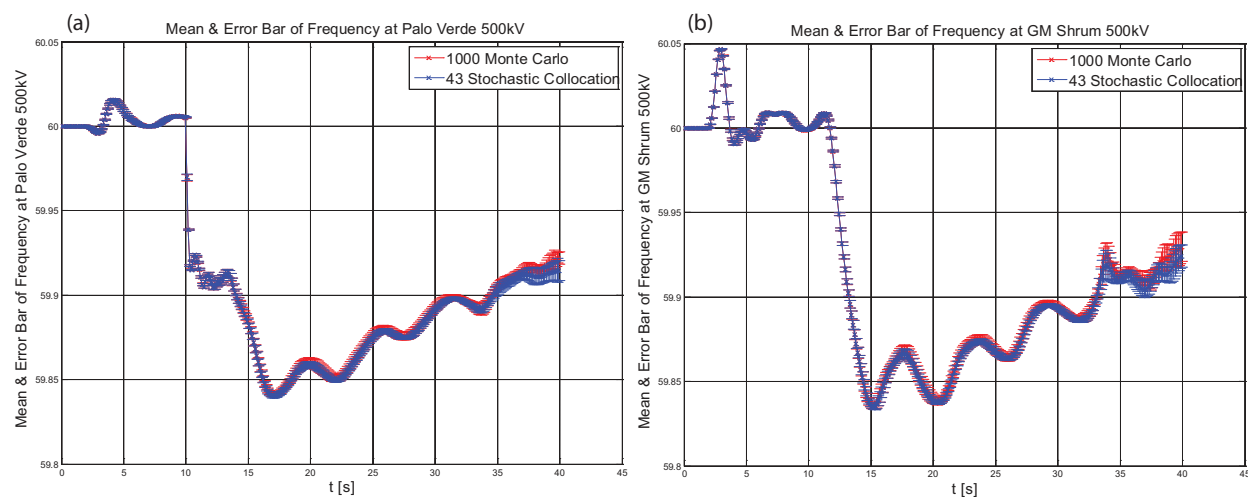 (a)
Mean & Error Bar of Frequency at Palo Verde 500kV
60.05
60
59.95
59.9
59.85
59.8
Mean & Error Bar of Frequency at Palo Verde 500kV
1000 Monte Carlo
43 Stochastic Collocation
0 5 10 15 20 25 30 35 40 45
t [s]
(b)
Mean & Error Bar of Frequency at GM Shrum 500kV
60.05
60
59.95
59.9
59.85
59.8
Mean & Error Bar of Frequency at GM Shrum 500kV
1000 Monte Carlo
43 Stochastic Collocation
0 5 10 15 20 25 30 35 40 45
t [s]